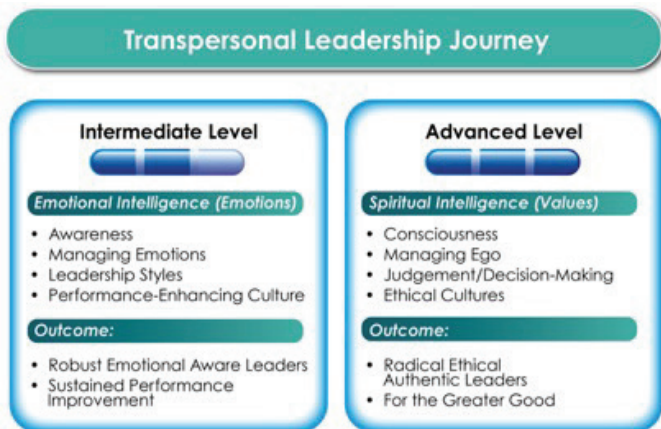 Transpersonal Leadership Journey
Intermediate Level
Emotional Intelligence (Emotions)
• Awareness
• Managing Emotions
• Leadership Styles
• Performance-Enhancing Culture
Outcome:
• Robust Emotional Aware Leaders
• Sustained Performance
Improvement
Advanced Level
Spiritual Intelligence (Values)
• Consciousness
• Managing Ego
• Judgement/Decision-Making
• Ethical Cultures
Outcome:
• Radical Ethical
Authentic Leaders
• For the Greater Good